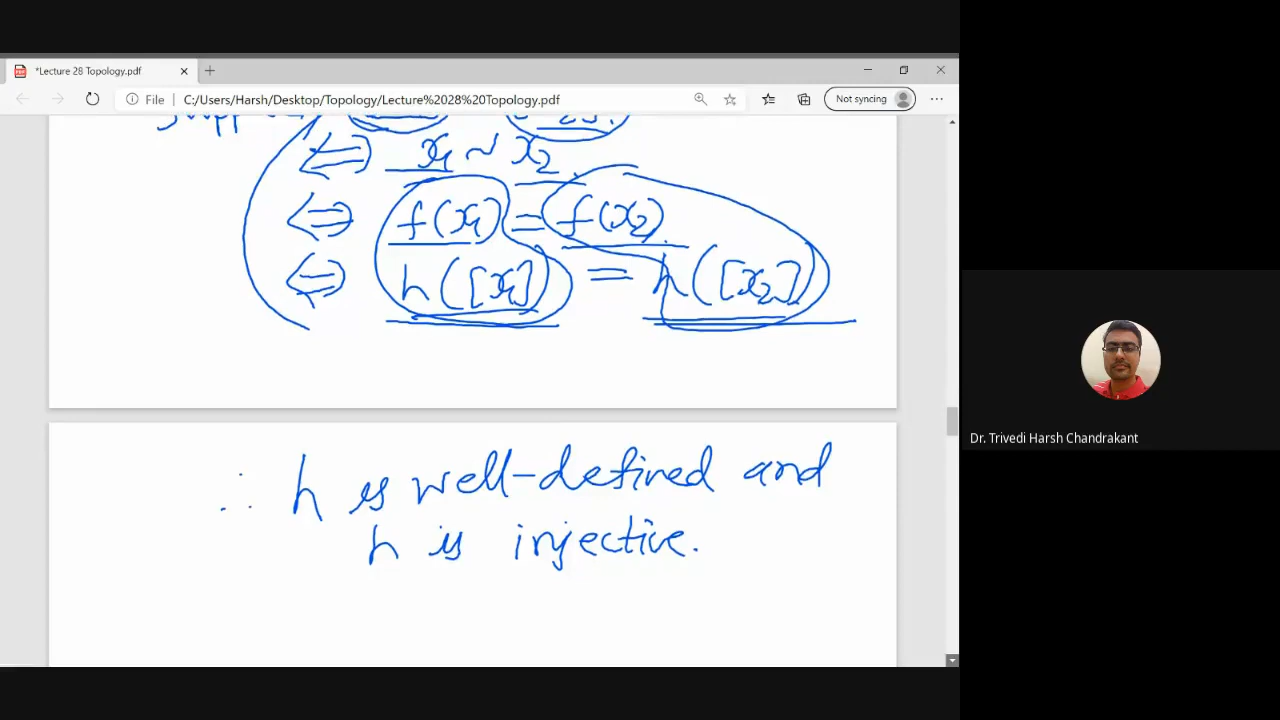 *Lecture 28 Topology.pdf
File
C:/Users/Harsh/Desktop/Topology/Lecture%2028%20Topology.pdf
Not syncing
⇔ x₁ ~ x₂
⇔ f(x₁) = f(x₂)
⇔ h([x₁]) = h([x₂])
∴ h is well-defined and
h is injective.
Dr. Trivedi Harsh Chandrakant